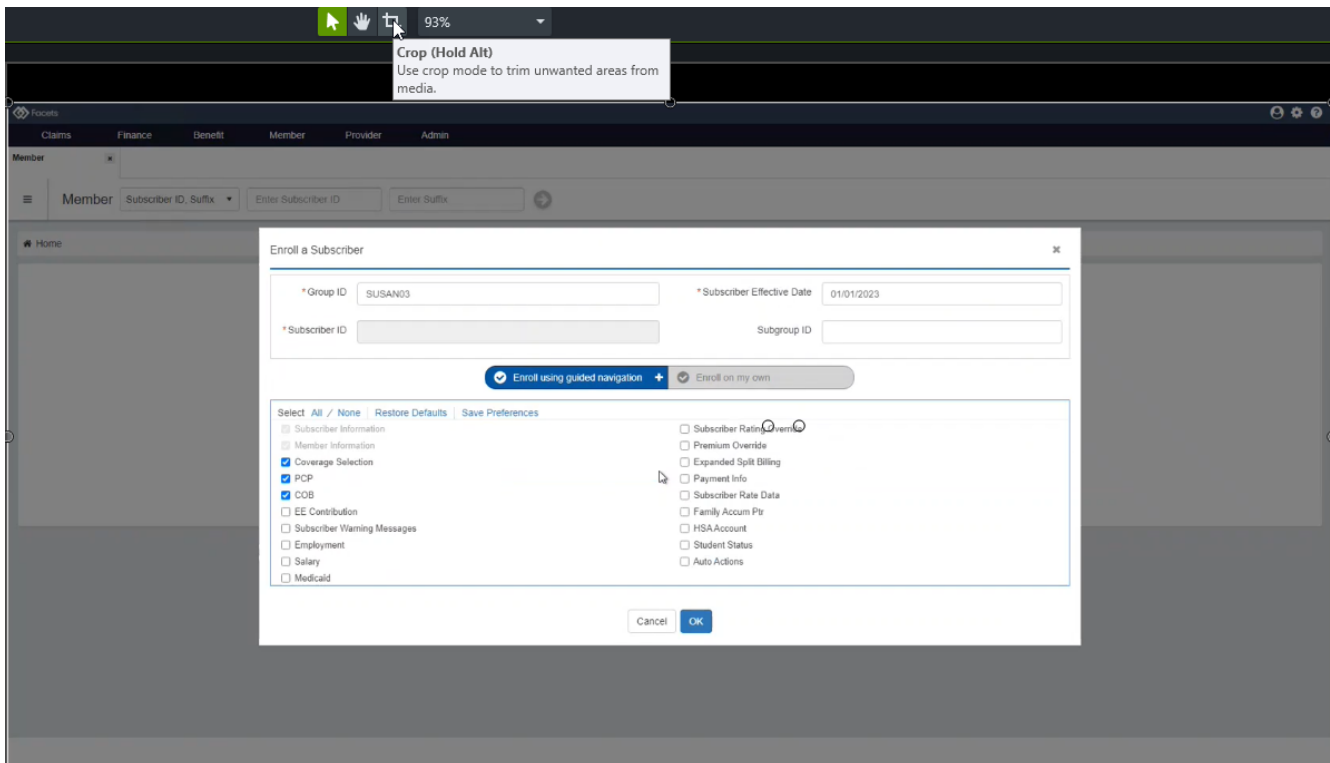 93%
Crop (Hold Alt)
Use crop mode to trim unwanted areas from
media.
Facets
Claims Finance Benefit Member Provider Admin
Member
Member Subscriber ID, Suffix Enter Subscriber ID Enter Suffix
Home
Enroll a Subscriber
* Group ID SUSAN03 * Subscriber Effective Date 01/01/2023
* Subscriber ID Subgroup ID
Enroll using guided navigation + Enroll on my own
Select All / None Restore Defaults Save Preferences
Subscriber Information
Member Information
Coverage Selection
PCP
COB
EE Contribution
Subscriber Warning Messages
Employment
Salary
Medicaid
Subscriber Rating Override
Premium Override
Expanded Split Billing
Payment Info
Subscriber Rate Data
Family Accum Ptr
HSA Account
Student Status
Auto Actions
Cancel OK